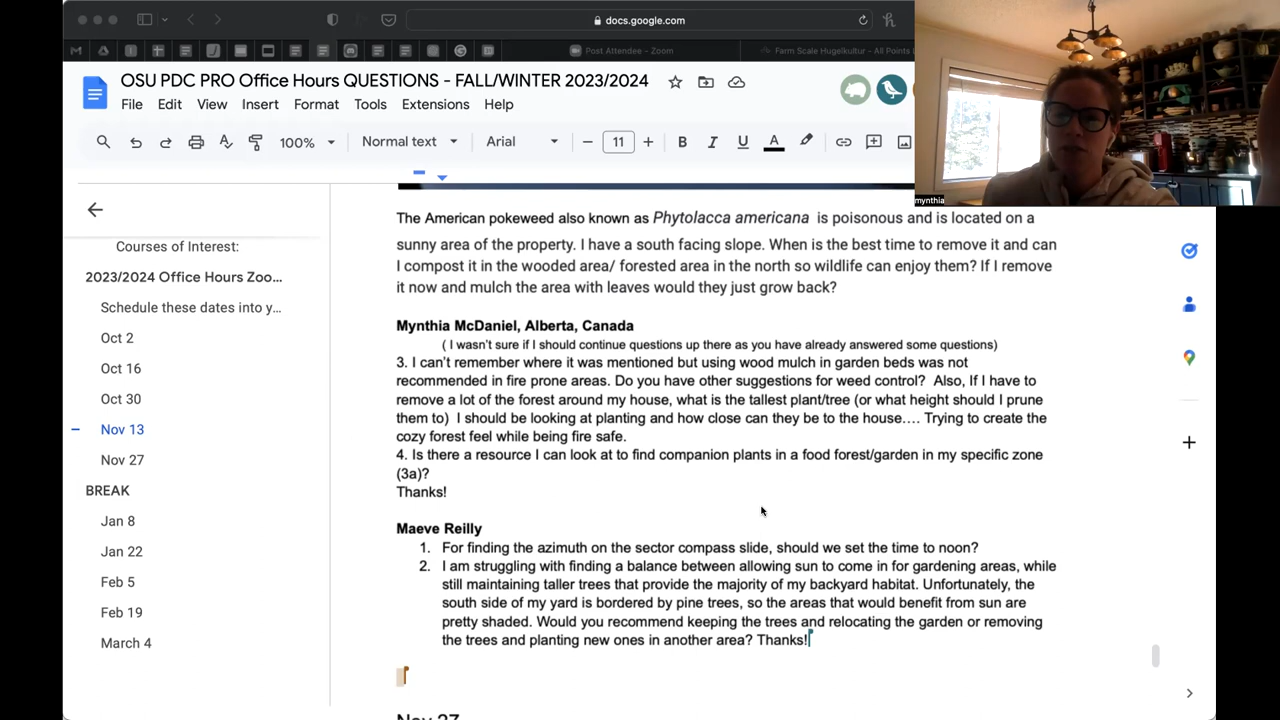 docs.google.com
Post Attendee - Zoom
Farm Scale Hugelkultur - All Points L
OSU PDC PRO Office Hours QUESTIONS - FALL/WINTER 2023/2024
File Edit View Insert Format Tools Extensions Help
100% Normal text Arial 11 B I U A
mynthia
Courses of Interest:
2023/2024 Office Hours Zoo...
Schedule these dates into y...
Oct 2
Oct 16
Oct 30
Nov 13
Nov 27
BREAK
Jan 8
Jan 22
Feb 5
Feb 19
March 4
The American pokeweed also known as Phytolacca americana is poisonous and is located on a
sunny area of the property. I have a south facing slope. When is the best time to remove it and can
I compost it in the wooded area/ forested area in the north so wildlife can enjoy them? If I remove
it now and mulch the area with leaves would they just grow back?
Mynthia McDaniel, Alberta, Canada
( I wasn't sure if I should continue questions up there as you have already answered some questions)
3. I can't remember where it was mentioned but using wood mulch in garden beds was not
recommended in fire prone areas. Do you have other suggestions for weed control? Also, If I have to
remove a lot of the forest around my house, what is the tallest plant/tree (or what height should I prune
them to) I should be looking at planting and how close can they be to the house.... Trying to create the
cozy forest feel while being fire safe.
4. Is there a resource I can look at to find companion plants in a food forest/garden in my specific zone
(3a)?
Thanks!
Maeve Reilly
1. For finding the azimuth on the sector compass slide, should we set the time to noon?
2. I am struggling with finding a balance between allowing sun to come in for gardening areas, while
still maintaining taller trees that provide the majority of my backyard habitat. Unfortunately, the
south side of my yard is bordered by pine trees, so the areas that would benefit from sun are
pretty shaded. Would you recommend keeping the trees and relocating the garden or removing
the trees and planting new ones in another area? Thanks!
Nov 27